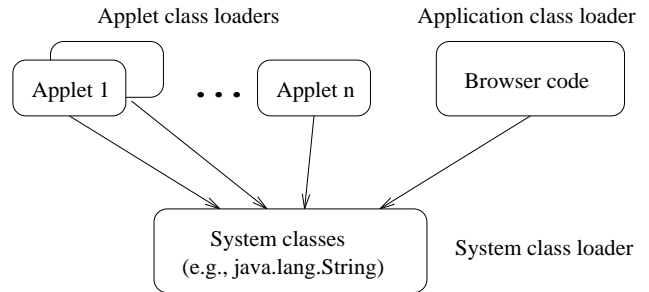 Applet class loaders
Application class loader
Applet 1
. . .
Applet n
Browser code
System classes
(e.g., java.lang.String)
System class loader